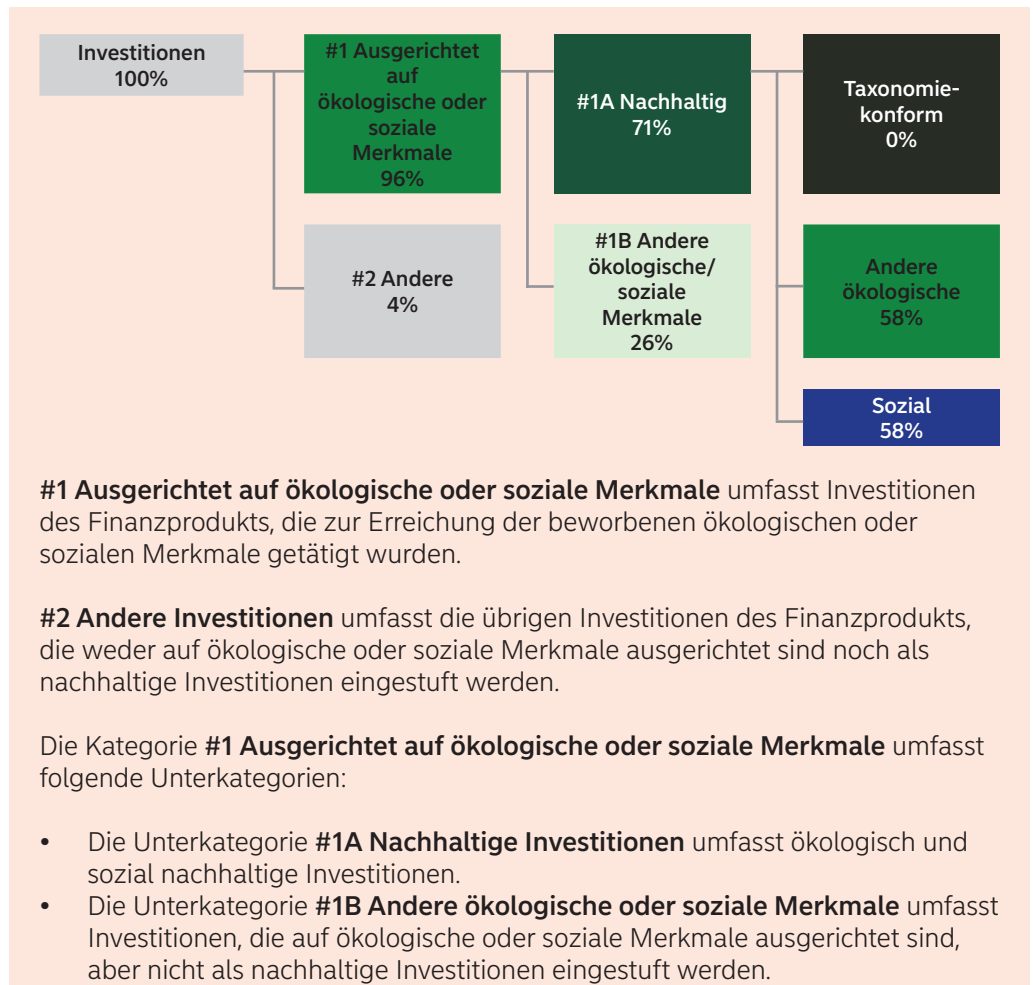 Investitionen
100%
#1 Ausgerichtet
auf
ökologische oder
soziale
Merkmale
96%
#1A Nachhaltig
71%
Taxonomie-
konform
0%
#2 Andere
4%
#1B Andere
ökologische/
soziale
Merkmale
26%
Andere
ökologische
58%
Sozial
58%
#1 Ausgerichtet auf ökologische oder soziale Merkmale umfasst Investitionen
des Finanzprodukts, die zur Erreichung der beworbenen ökologischen oder
sozialen Merkmale getätigt wurden.
#2 Andere Investitionen umfasst die übrigen Investitionen des Finanzprodukts,
die weder auf ökologische oder soziale Merkmale ausgerichtet sind noch als
nachhaltige Investitionen eingestuft werden.
Die Kategorie #1 Ausgerichtet auf ökologische oder soziale Merkmale umfasst
folgende Unterkategorien:
• Die Unterkategorie #1A Nachhaltige Investitionen umfasst ökologisch und
sozial nachhaltige Investitionen.
• Die Unterkategorie #1B Andere ökologische oder soziale Merkmale umfasst
Investitionen, die auf ökologische oder soziale Merkmale ausgerichtet sind,
aber nicht als nachhaltige Investitionen eingestuft werden.